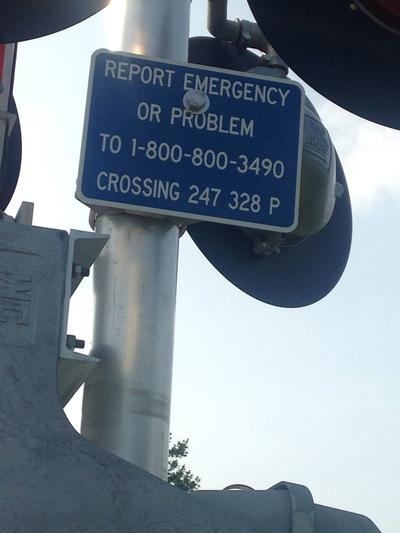 REPORT EMERGENCY
OR PROBLEM
TO 1-800-800-3490
CROSSING 247 328 P